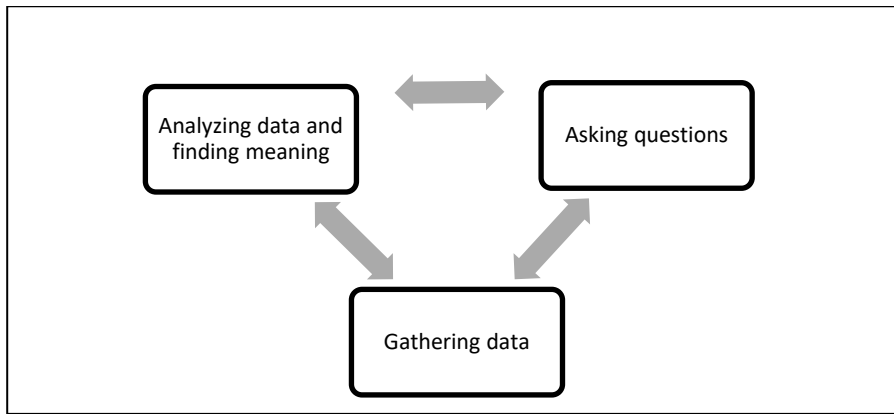 Analyzing data and
finding meaning
Asking questions
Gathering data